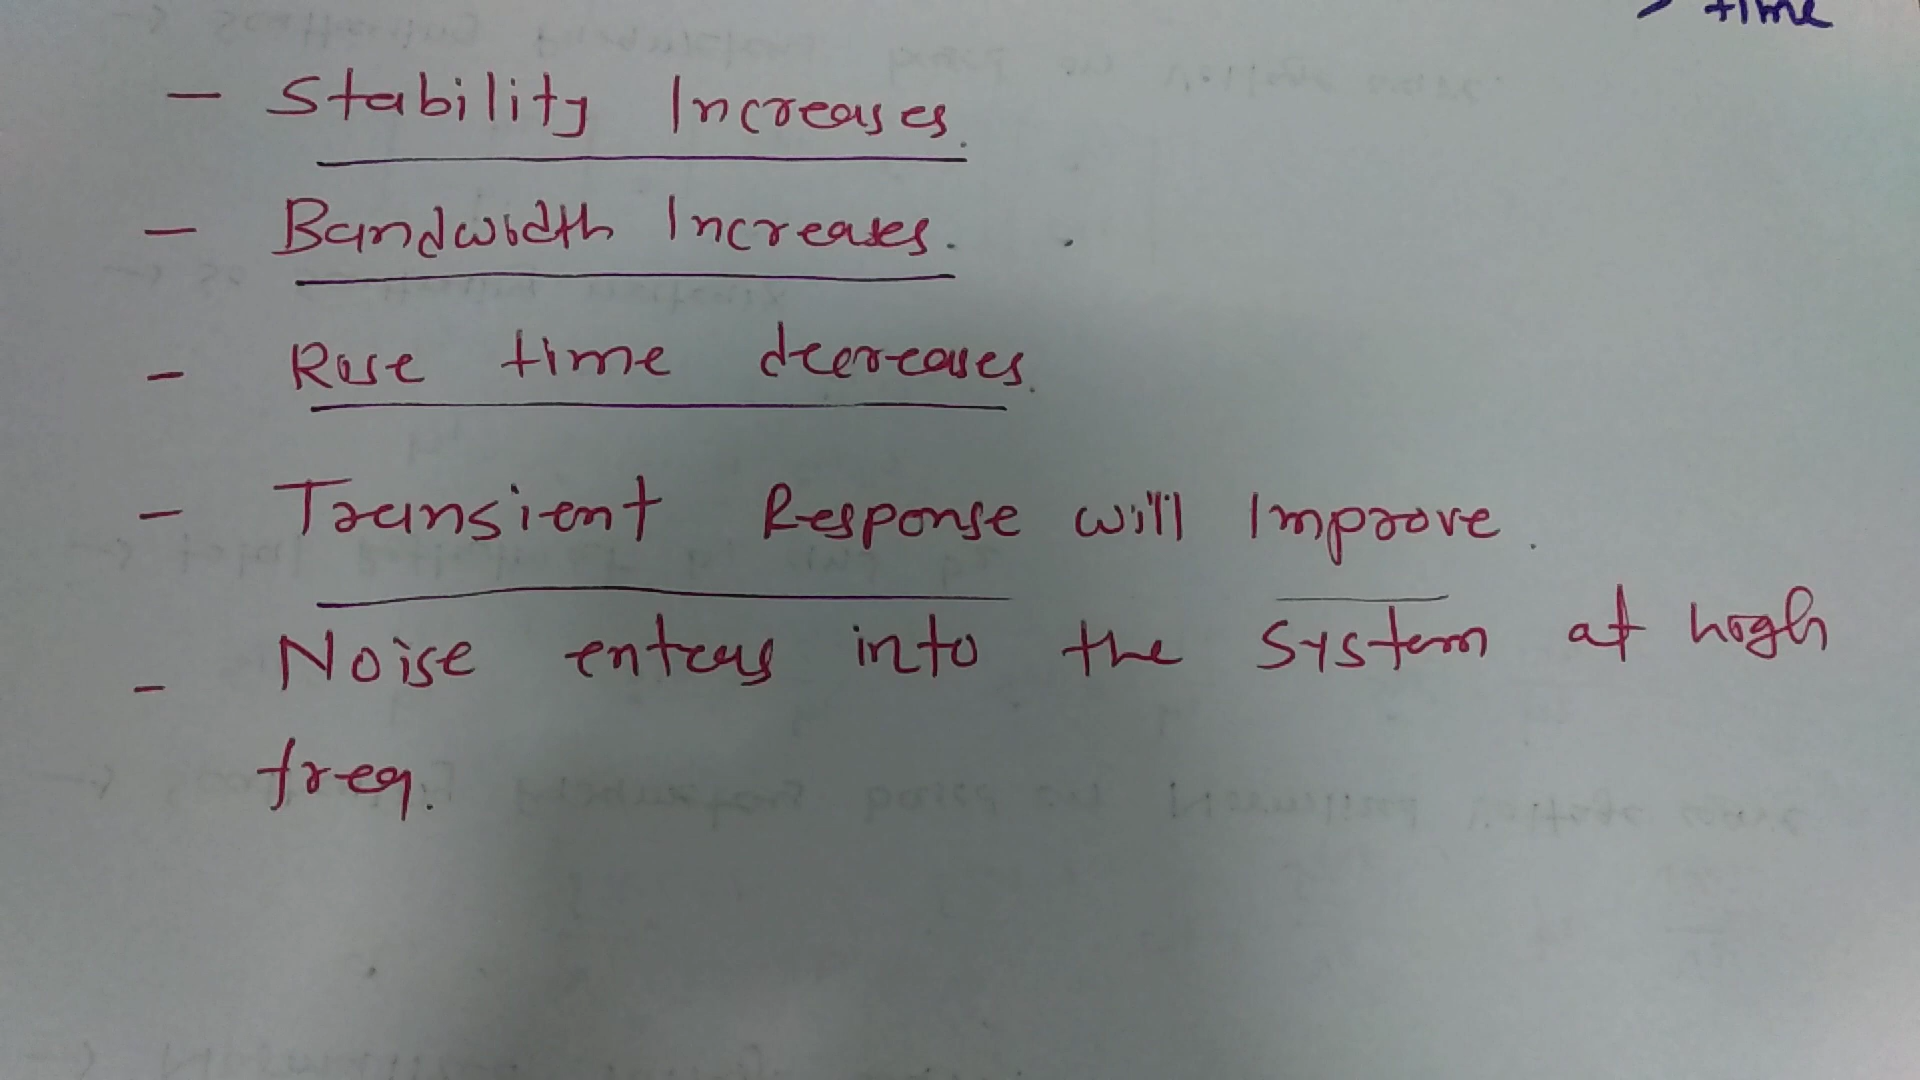 > time
- Stability Increases.
- Bandwidth Increases.
- Rise time decreases.
- Transient Response will Improve.
- Noise enters into the System at high
freq.